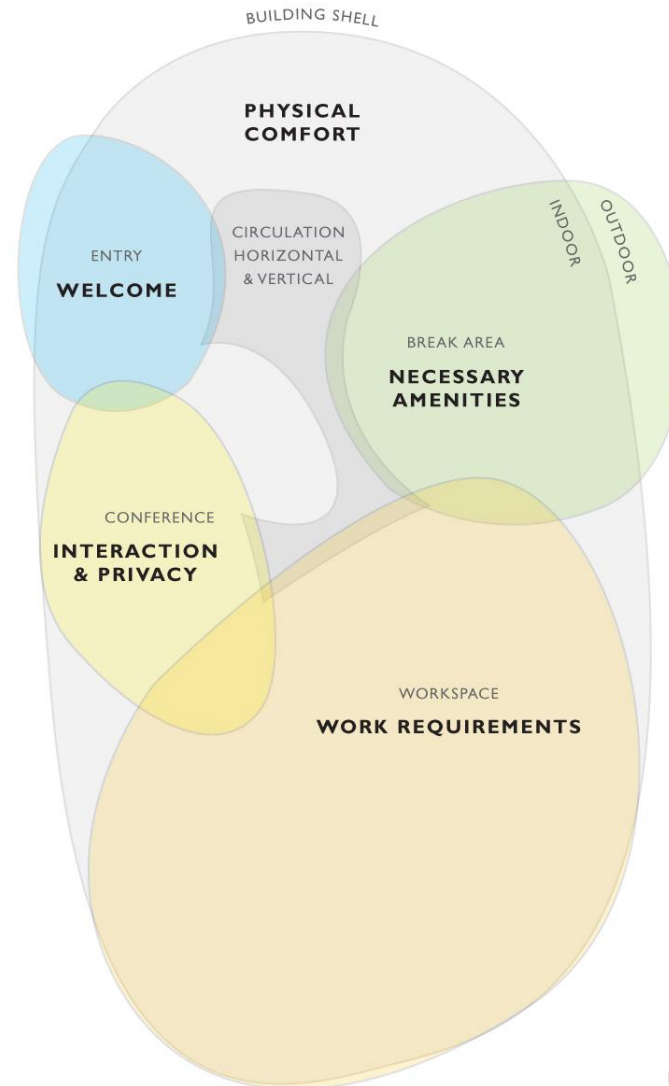 BUILDING SHELL
PHYSICAL
COMFORT
INDOOR
OUTDOOR
CIRCULATION
HORIZONTAL
& VERTICAL
ENTRY
WELCOME
BREAK AREA
NECESSARY
AMENITIES
CONFERENCE
INTERACTION
& PRIVACY
WORKSPACE
WORK REQUIREMENTS